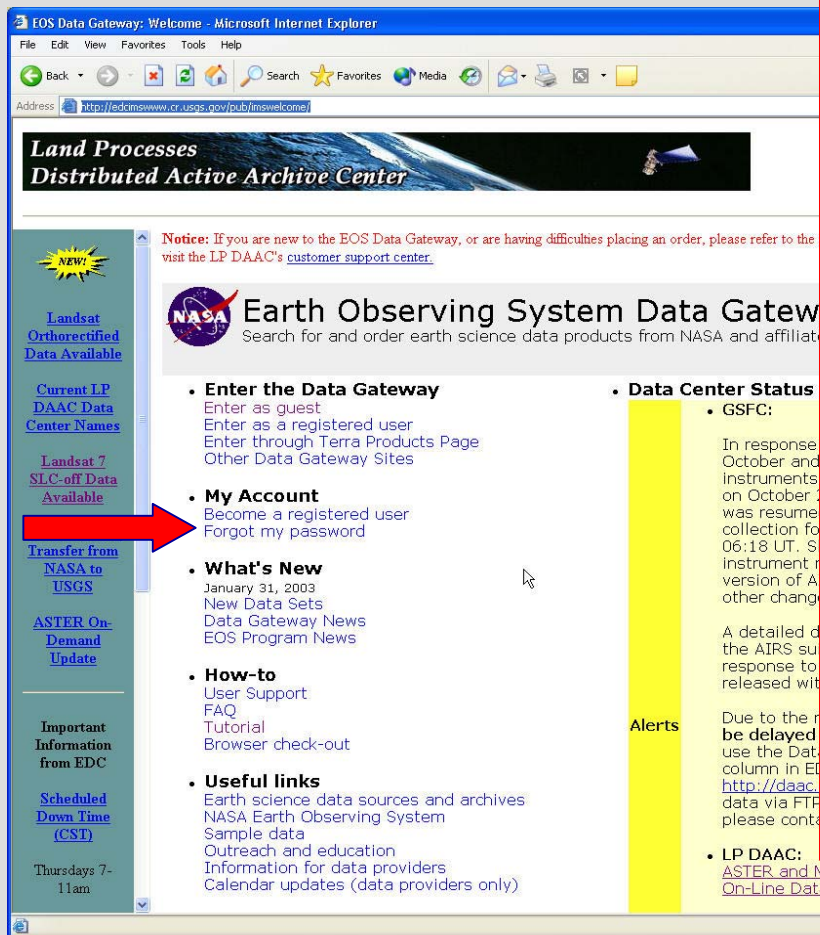 EOS Data Gateway: Welcome - Microsoft Internet Explorer
File Edit View Favorites Tools Help
Back Search Favorites Media
Address http://edcimswww.cr.usgs.gov/pub/imswelcome/
Land Processes
Distributed Active Archive Center
Notice: If you are new to the EOS Data Gateway, or are having difficulties placing an order, please refer to the
visit the LP DAAC's customer support center.
NEW!
Landsat
Orthorectified
Data Available
Current LP
DAAC Data
Center Names
Landsat 7
SLC-off Data
Available
Transfer from
NASA to
USGS
ASTER On-
Demand
Update
Important
Information
from EDC
Scheduled
Down Time
(CST)
Thursdays 7-
11am
NASA
Earth Observing System Data Gatew
Search for and order earth science data products from NASA and affiliat
• Enter the Data Gateway
Enter as guest
Enter as a registered user
Enter through Terra Products Page
Other Data Gateway Sites
• My Account
Become a registered user
Forgot my password
• What's New
January 31, 2003
New Data Sets
Data Gateway News
EOS Program News
• How-to
User Support
FAQ
Tutorial
Browser check-out
• Useful links
Earth science data sources and archives
NASA Earth Observing System
Sample data
Outreach and education
Information for data providers
Calendar updates (data providers only)
• Data Center Status
Alerts
• GSFC:
In response
October and
instruments
on October
was resume
collection fo
06:18 UT. S
instrument
version of A
other chang
A detailed d
the AIRS su
response to
released wit
Due to the
be delayed
use the Dat
column in E
http://daac.
data via FTP
please conta
• LP DAAC:
ASTER and
On-Line Dat